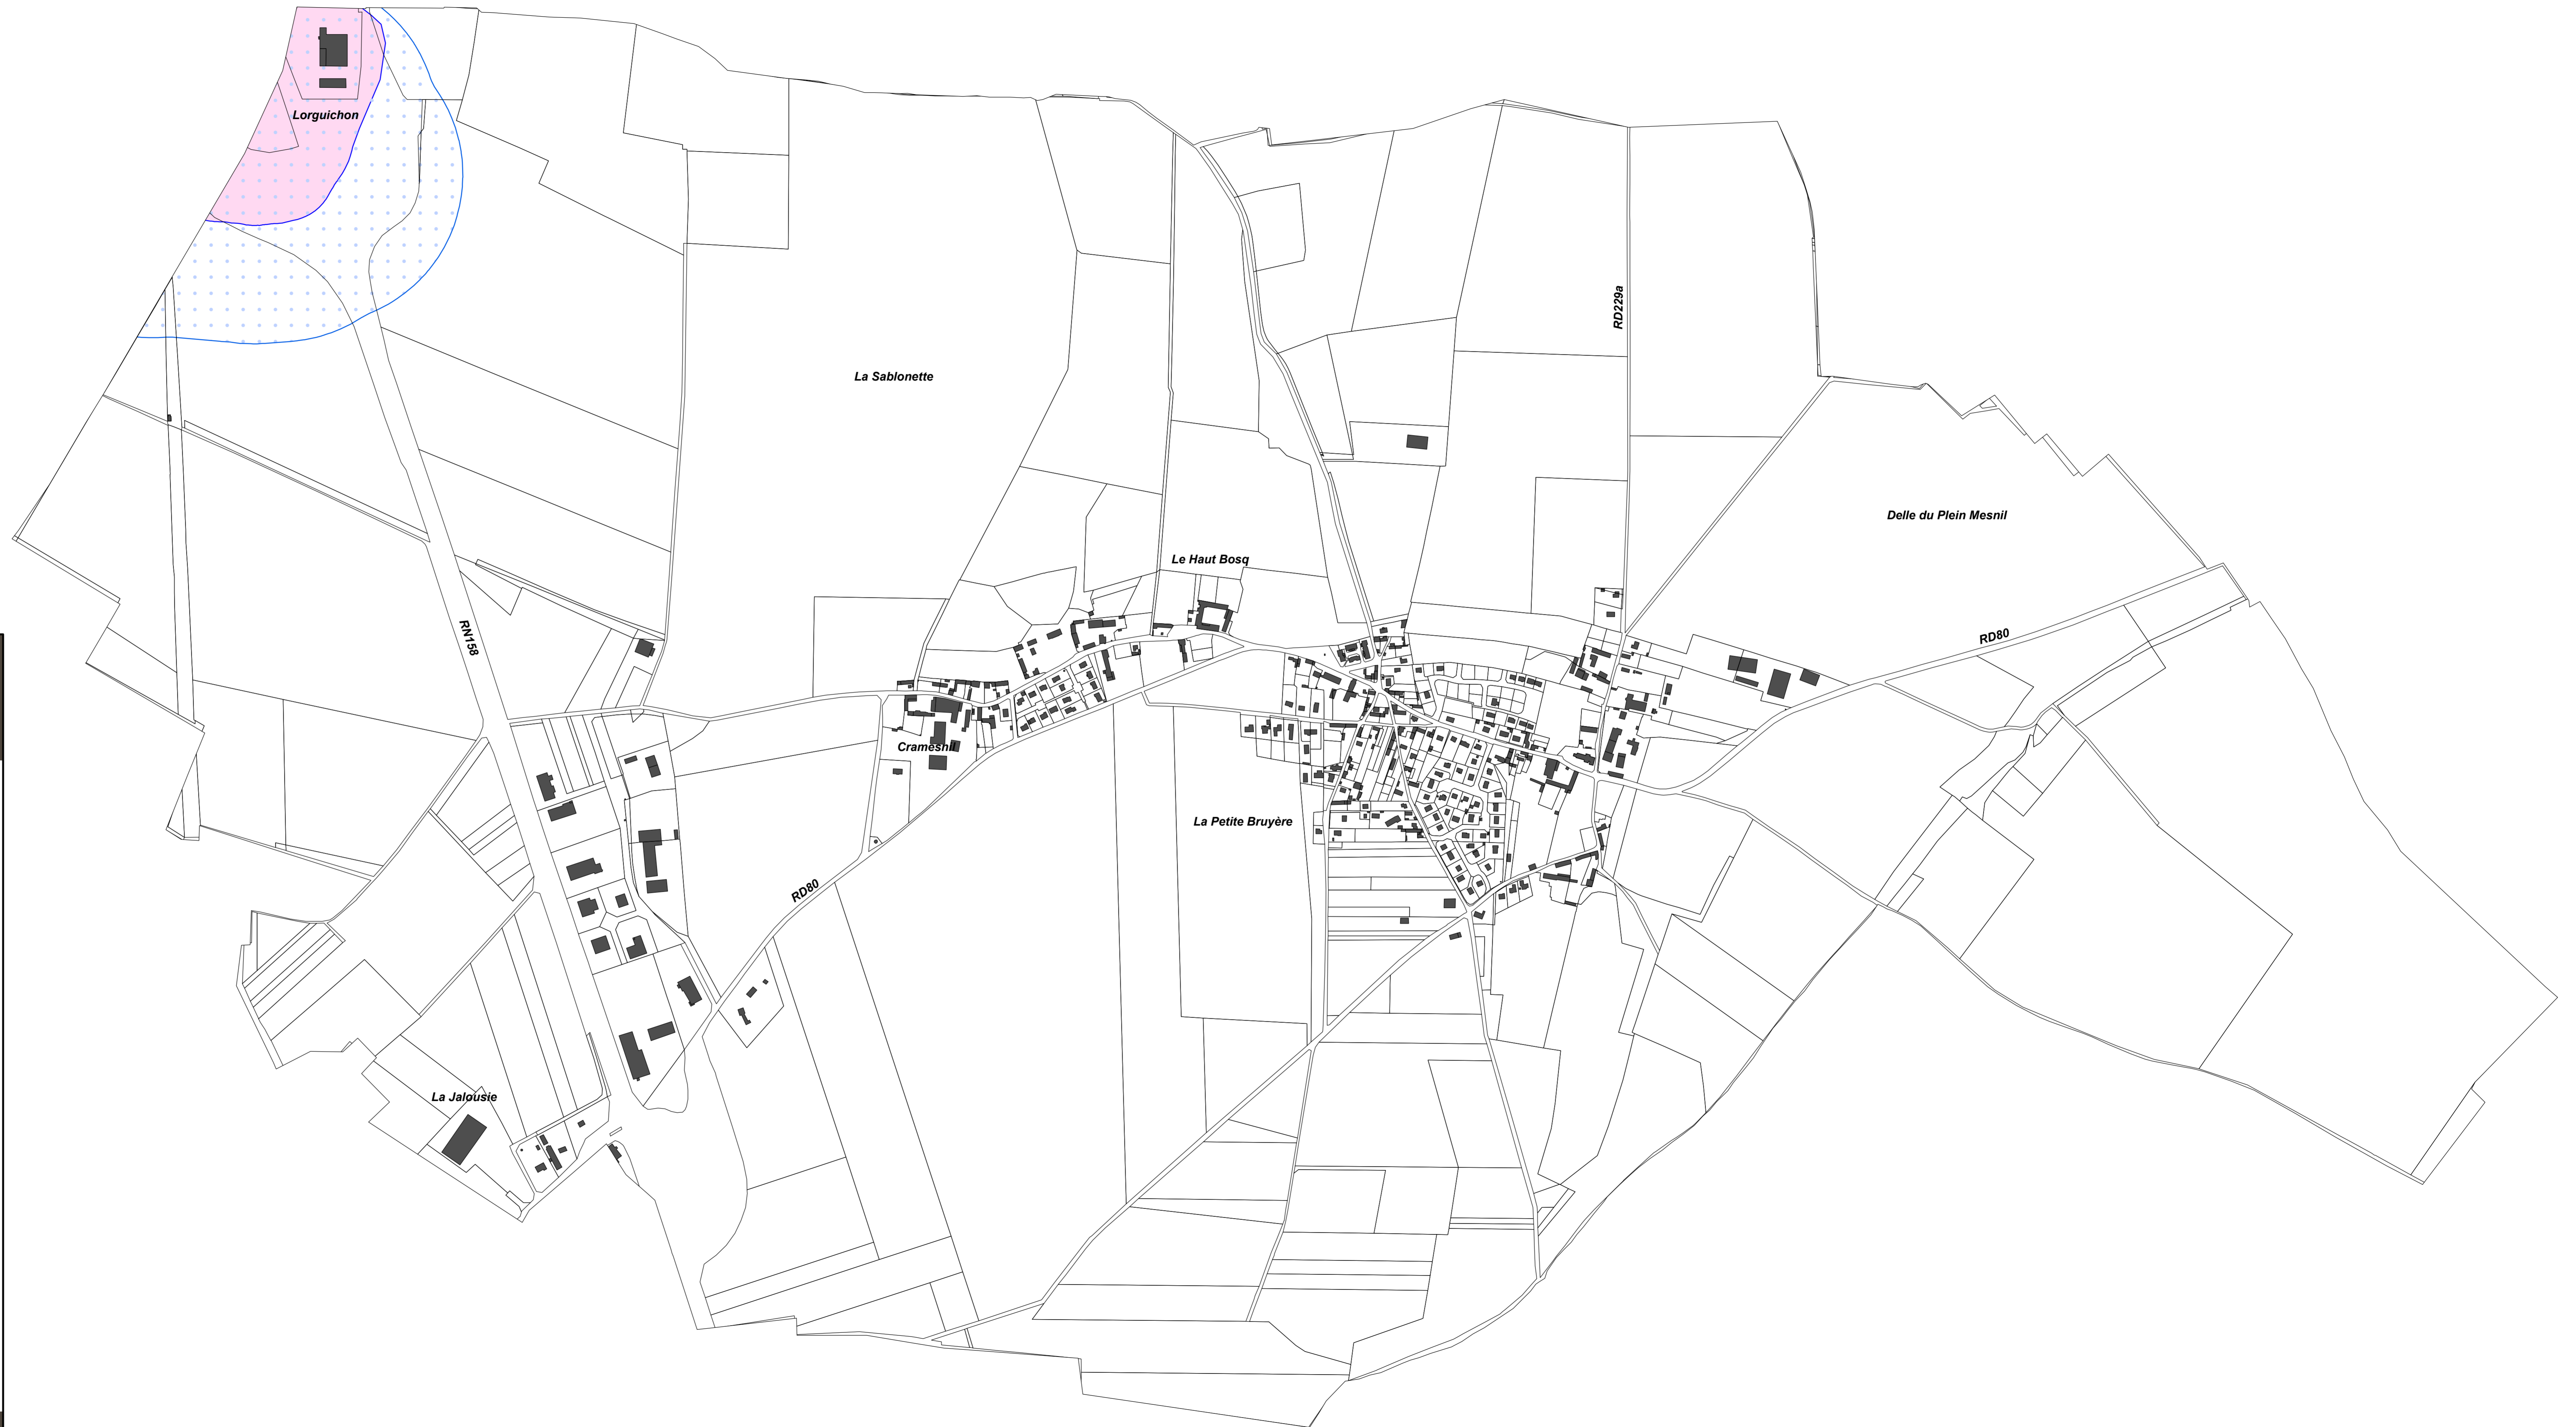 Lorguichon
RD229a
La Sablonette
Delle du Plein Mesnil
Le Haut Bosq
RN158
RD80
Cramesnil
La Petite Bruyère
RD80
La Jalousie